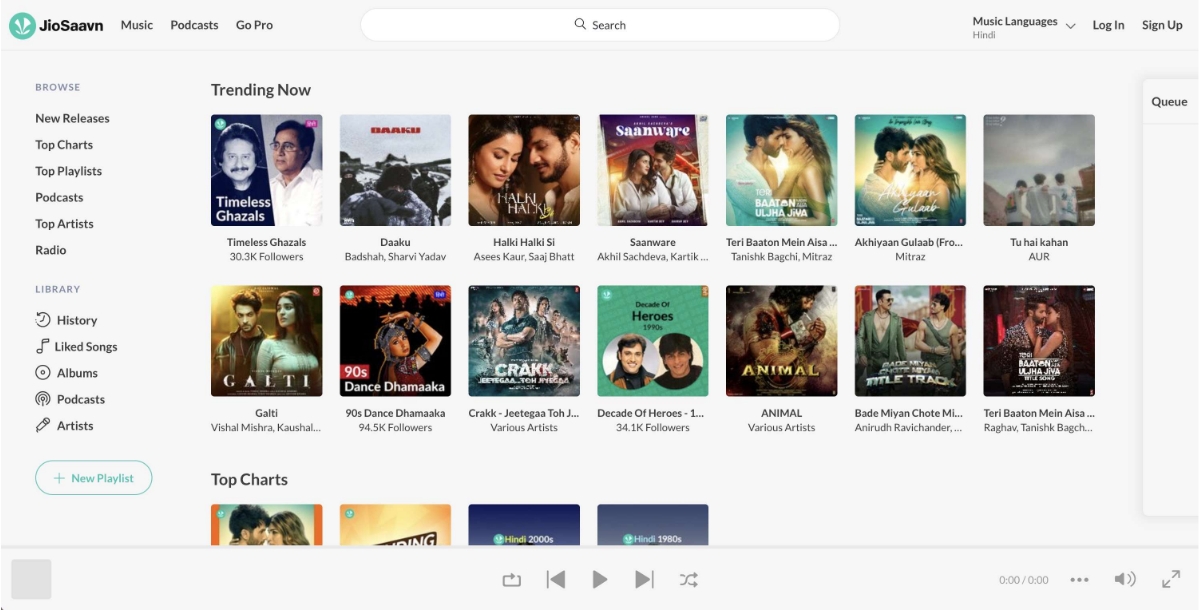 JioSaavn
Music
Podcasts
Go Pro
Search
Music Languages
Hindi
Log In
Sign Up
BROWSE
New Releases
Top Charts
Top Playlists
Podcasts
Top Artists
Radio
LIBRARY
History
Liked Songs
Albums
Podcasts
Artists
+ New Playlist
Trending Now
Timeless
Ghazals
Timeless Ghazals
30.3K Followers
DAAKU
Daaku
Badshah, Sharvi Yadav
HALKI
HALKI
Halki Halki Si
Asees Kaur, Saaj Bhatt
Saanware
Saanware
Akhil Sachdeva, Kartik ...
TERI
BAATON
ULJHA JIYA
Teri Baaton Mein Aisa ...
Tanishk Bagchi, Mitraz
Akhiyaan
Gulaab
Akhiyaan Gulaab (Fro...
Mitraz
Tu hai kahan
AUR
GALTI
Galti
Vishal Mishra, Kaushal...
90s
Dance Dhamaaka
90s Dance Dhamaaka
94.5K Followers
CRAKK
JEETEGAA...TOH JIYEGAA
Crakk - Jeetegaa Toh J...
Various Artists
Decade Of
Heroes
1990s
Decade Of Heroes - 1...
34.1K Followers
ANIMAL
ANIMAL
Various Artists
BADE MIYAN
CHOTE MIYAN
TITLE TRACK
Bade Miyan Chote Mi...
Anirudh Ravichander, ...
TERI
BAATON
ULJHA JIYA
TITLE SONG
Teri Baaton Mein Aisa ...
Raghav, Tanishk Bagch...
Top Charts
Hindi 2000s
Hindi 1980s
Queue
0:00 / 0:00